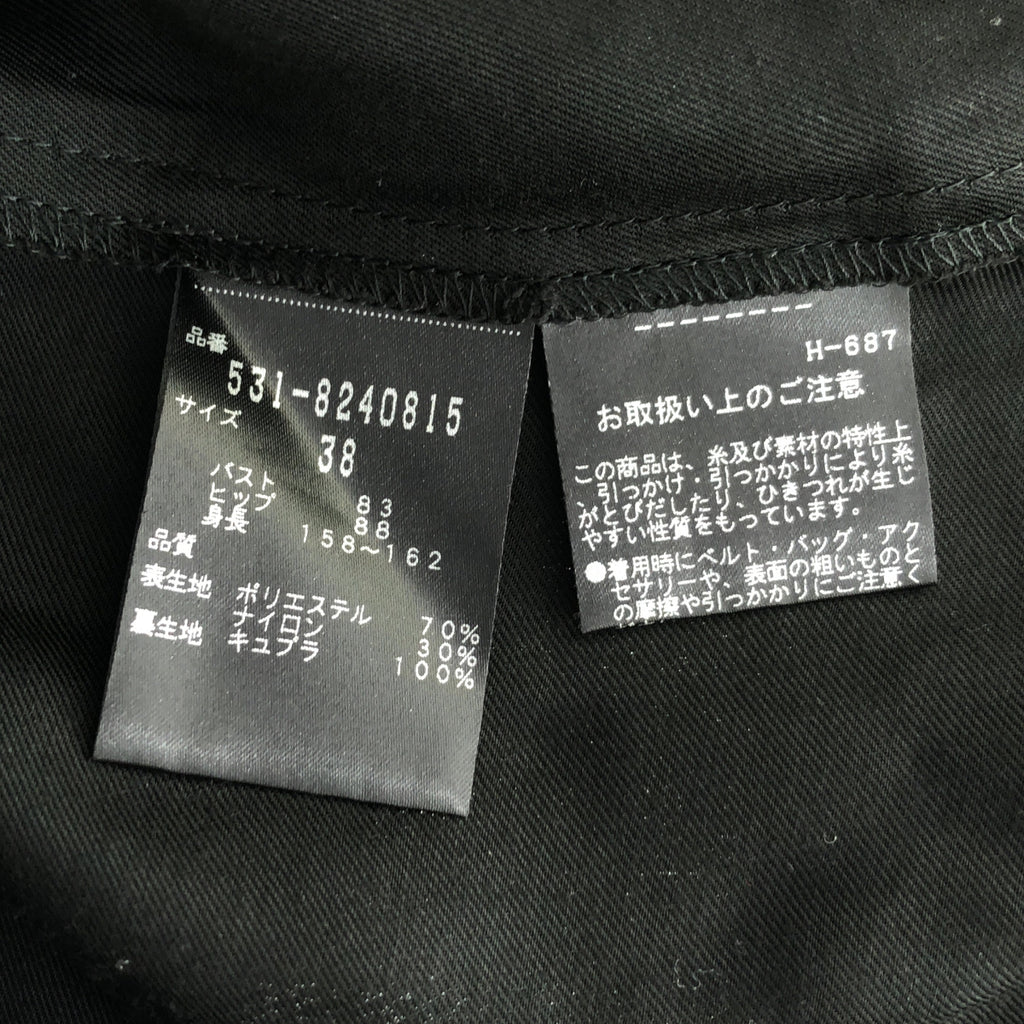 品番
531-8240815
サイズ
38
バスト 83
ヒップ 88
身長 158～162
品質
表生地 ポリエステル 70%
ナイロン 30%
裏生地 キュプラ 100%
H-687
お取扱い上のご注意
この商品は、糸及び素材の特性上
、引っかけ・引っかかりにより糸
がとびだしたり、ひきつれが生じ
やすい性質をもっています。
●着用時にベルト・バッグ・アク
セサリーや、表面の粗いものと
の摩擦や引っかかりにご注意く